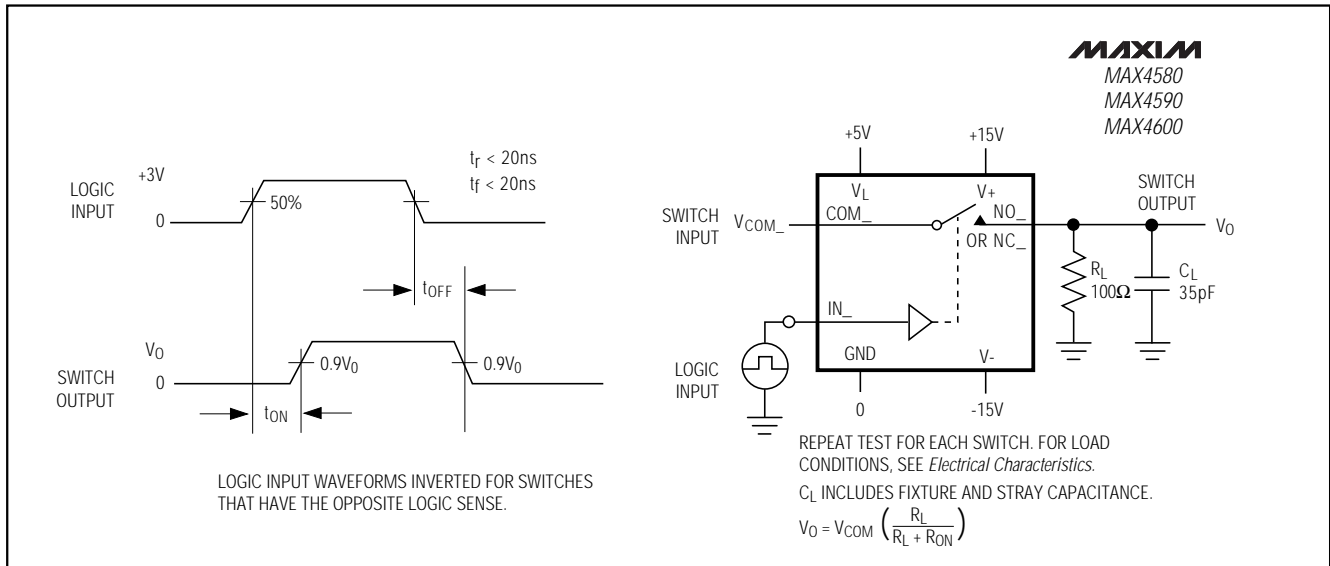 MAXIM
MAX4580
MAX4590
MAX4600
LOGIC
INPUT
+3V
0
50%
tr < 20ns
tf < 20ns
tOFF
SWITCH
OUTPUT
VO
0
0.9V0
0.9V0
tON
LOGIC INPUT WAVEFORMS INVERTED FOR SWITCHES
THAT HAVE THE OPPOSITE LOGIC SENSE.
+5V
+15V
VL
V+
SWITCH
INPUT
VCOM_
COM_
NO_
OR NC_
SWITCH
OUTPUT
VO
RL
100Ω
CL
35pF
IN_
LOGIC
INPUT
GND
V-
0
-15V
REPEAT TEST FOR EACH SWITCH. FOR LOAD
CONDITIONS, SEE Electrical Characteristics.
CL INCLUDES FIXTURE AND STRAY CAPACITANCE.
VO = VCOM ( RL / RL + RON )